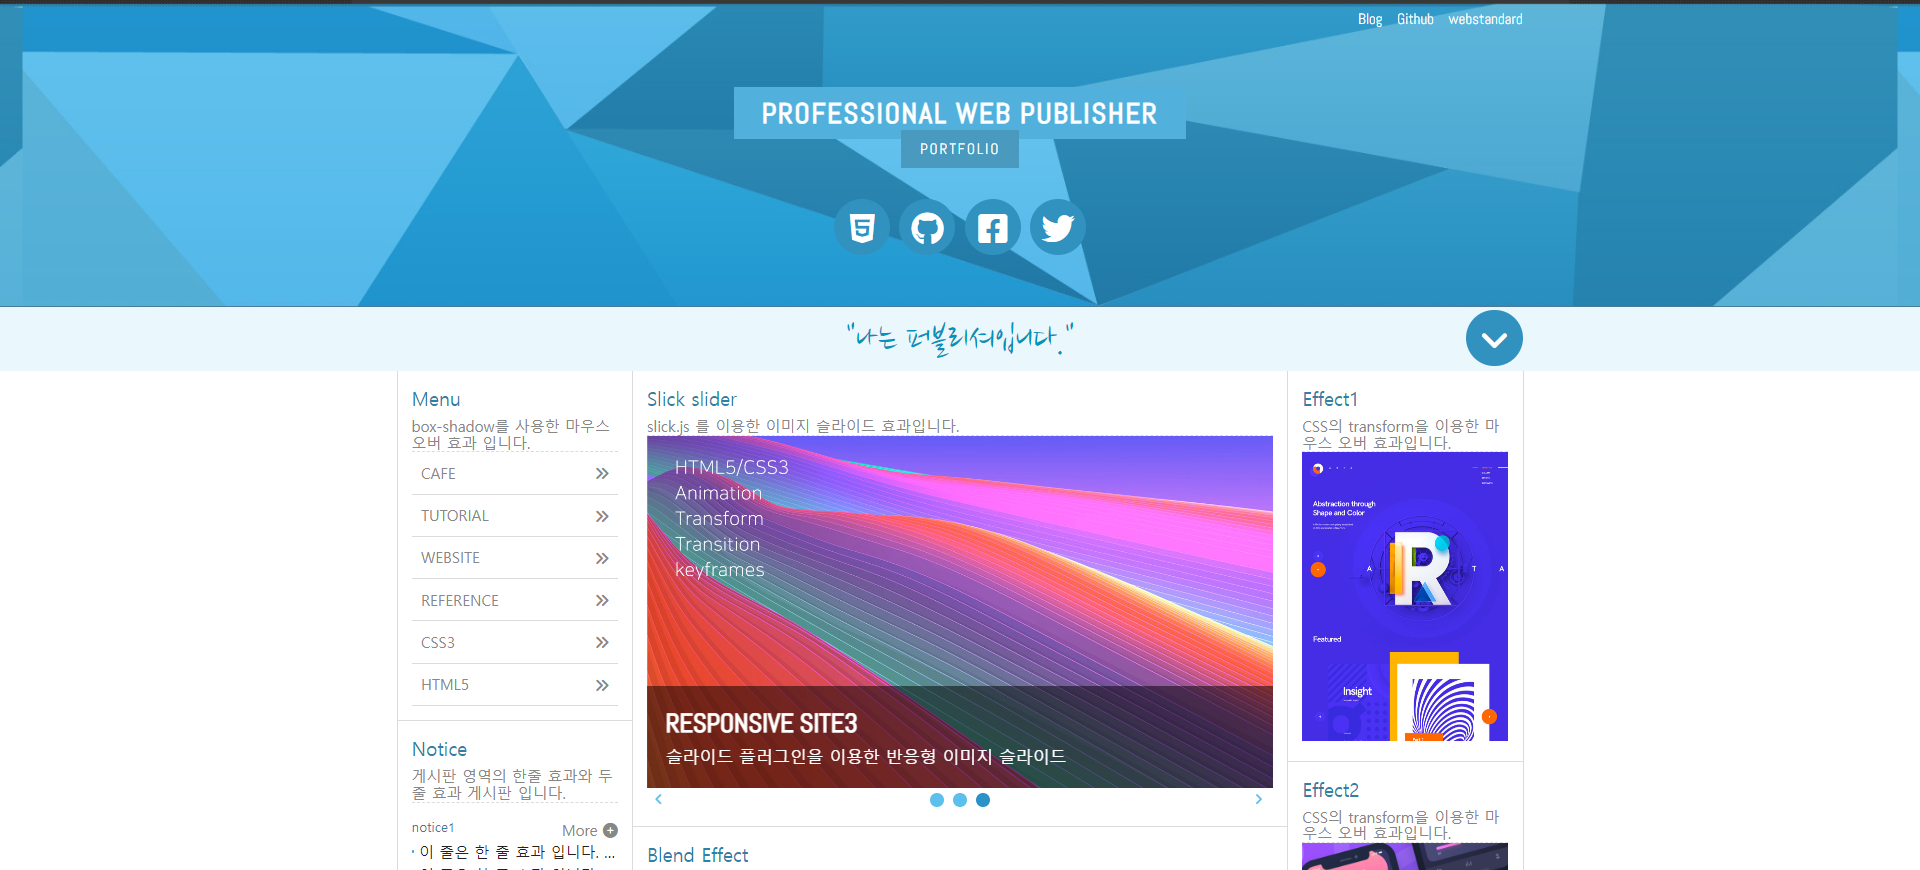 Blog Github webstandard
PROFESSIONAL WEB PUBLISHER
PORTFOLIO
"나는 퍼블리셔입니다."
Menu
box-shadow를 사용한 마우스
오버 효과 입니다.
CAFE
TUTORIAL
WEBSITE
REFERENCE
CSS3
HTML5
Notice
게시판 영역의 한줄 효과와 두
줄 효과 게시판 입니다.
notice1
More
이 줄은 한 줄 효과 입니다. ...
Slick slider
slick.js 를 이용한 이미지 슬라이드 효과입니다.
HTML5/CSS3
Animation
Transform
Transition
keyframes
RESPONSIVE SITE3
슬라이드 플러그인을 이용한 반응형 이미지 슬라이드
Blend Effect
Effect1
CSS의 transform을 이용한 마
우스 오버 효과입니다.
Abstraction through
Shape and Color
R
A T A
Featured
Insight
Effect2
CSS의 transform을 이용한 마
우스 오버 효과입니다.